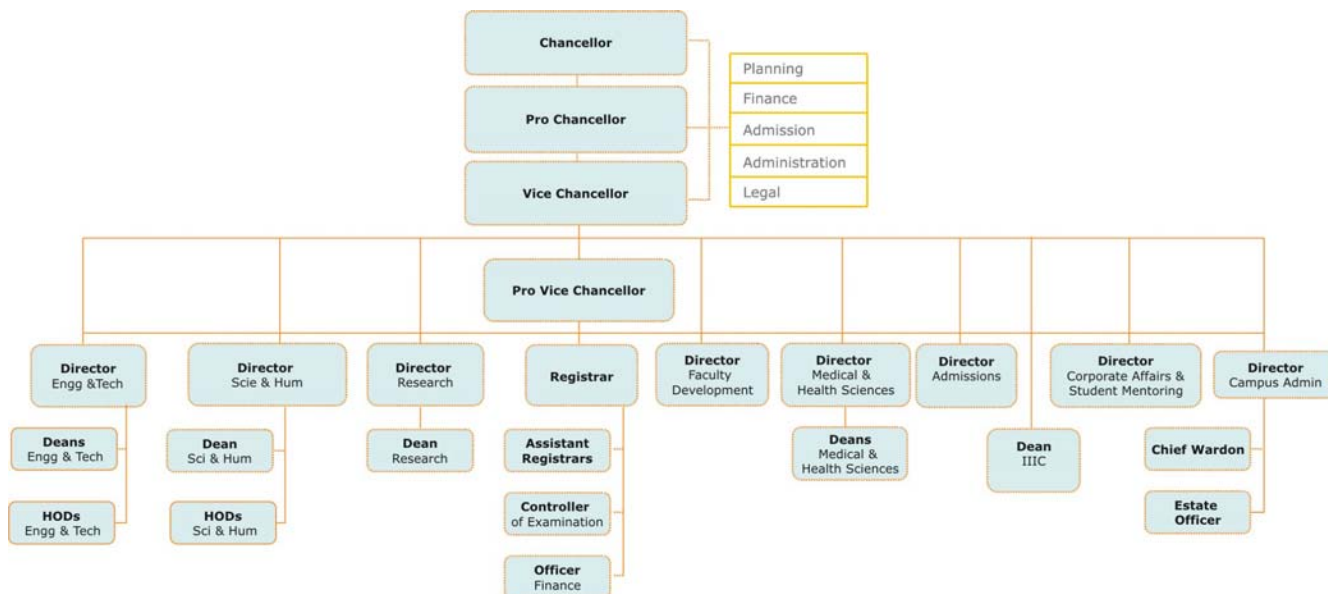 Chancellor
Planning
Finance
Pro Chancellor
Admission
Administration
Vice Chancellor
Legal
Pro Vice Chancellor
Director
Engg &Tech
Director
Scie & Hum
Director
Research
Registrar
Director
Faculty
Development
Director
Medical &
Health Sciences
Director
Admissions
Director
Corporate Affairs &
Student Mentoring
Director
Campus Admin
Deans
Engg & Tech
Dean
Sci & Hum
Dean
Research
Assistant
Registrars
Deans
Medical &
Health Sciences
Dean
IIIC
Chief Wardon
HODs
Engg & Tech
HODs
Sci & Hum
Controller
of Examination
Estate
Officer
Officer
Finance